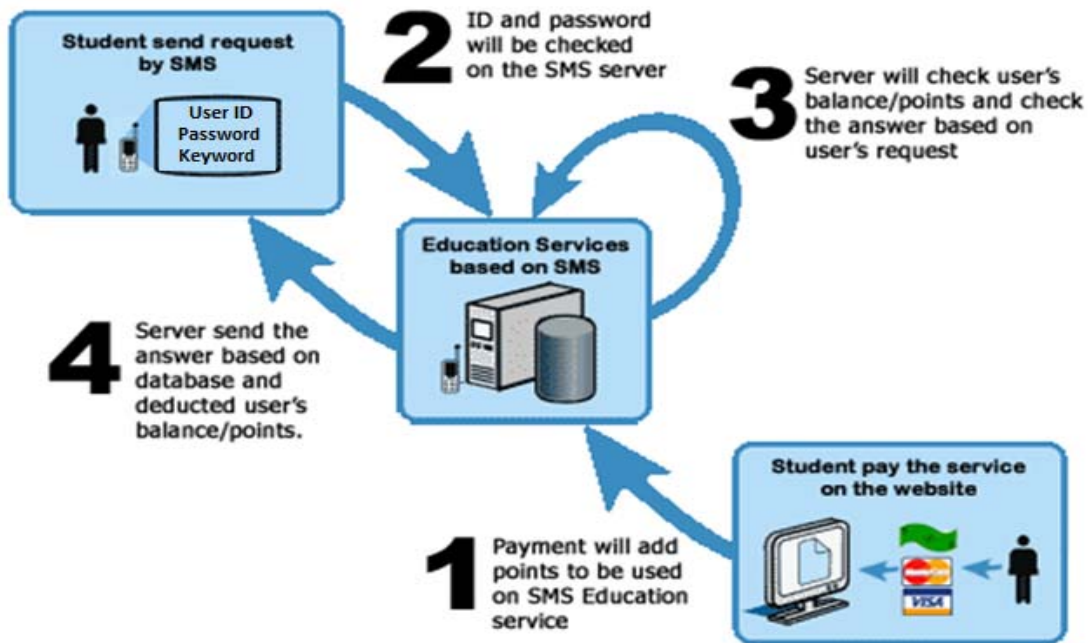 Student send request
by SMS
User ID
Password
Keyword
2
ID and password
will be checked
on the SMS server
3
Server will check user's
balance/points and check
the answer based on
user's request
Education Services
based on SMS
4
Server send the
answer based on
database and
deducted user's
balance/points.
Student pay the service
on the website
MasterCard
VISA
1
Payment will add
points to be used
on SMS Education
service